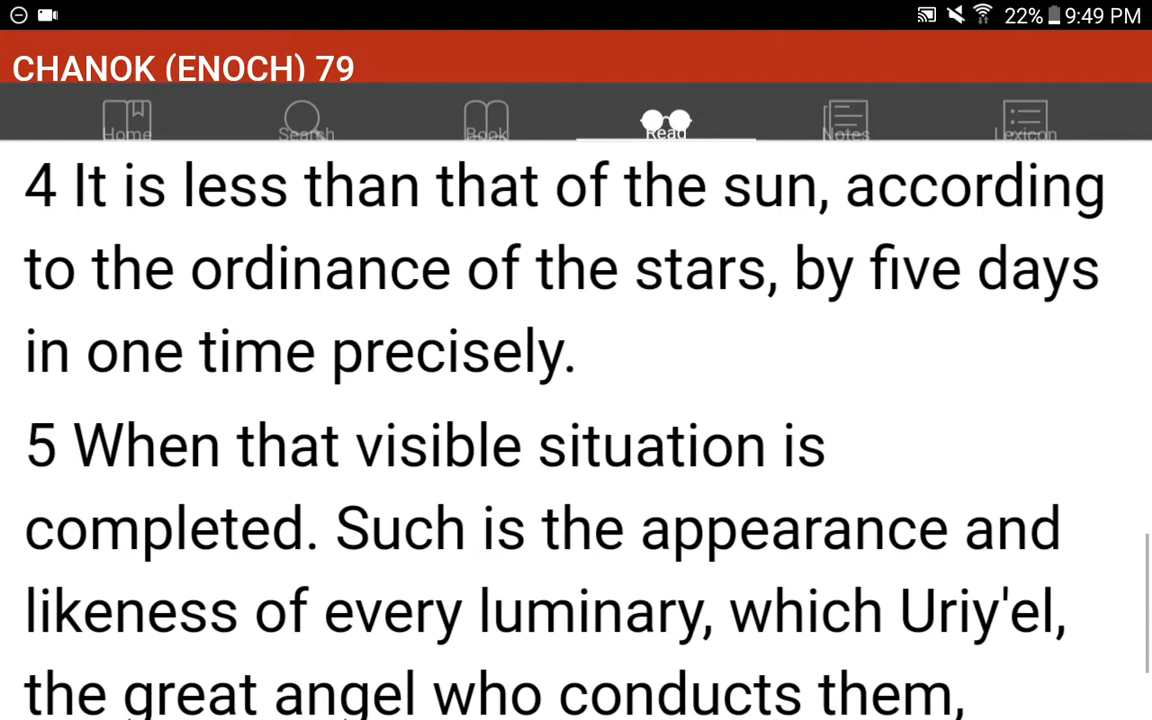 22% 9:49 PM
CHANOK (ENOCH) 79
Home Search Book Read Notes Lexicon
4 It is less than that of the sun, according
to the ordinance of the stars, by five days
in one time precisely.
5 When that visible situation is
completed. Such is the appearance and
likeness of every luminary, which Uriy'el,
the great angel who conducts them,